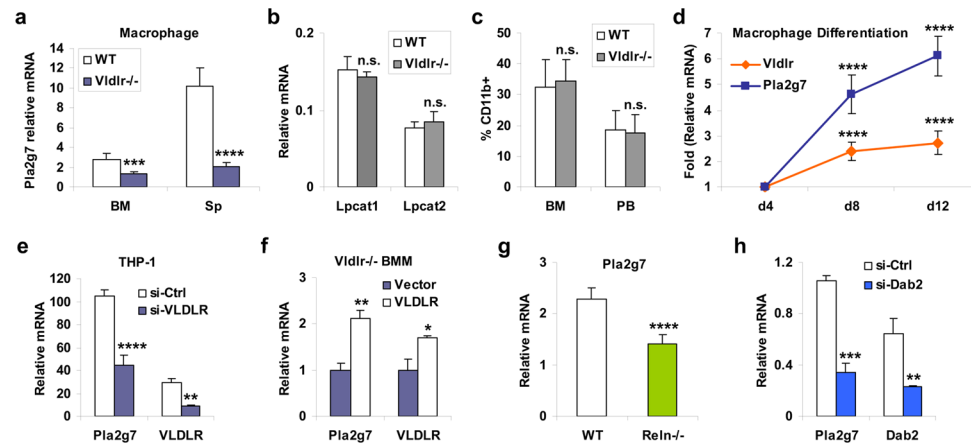 a
Macrophage
Pla2g7 relative mRNA
14
12
10
8
6
4
2
0
WT
Vldlr-/-
***
****
BM
Sp
b
Relative mRNA
0.2
0.1
0
WT
Vldlr-/-
n.s.
n.s.
Lpcat1
Lpcat2
c
% CD11b+
50
40
30
20
10
0
WT
Vldlr-/-
n.s.
n.s.
BM
PB
d
Macrophage Differentiation
Fold (Relative mRNA)
7
6
5
4
3
2
1
Vldlr
Pla2g7
****
****
****
****
d4
d8
d12
e
THP-1
Relative mRNA
120
100
80
60
40
20
0
si-Ctrl
si-VLDLR
****
**
Pla2g7
VLDLR
f
Vldlr-/- BMM
Relative mRNA
3
2
1
0
Vector
VLDLR
**
*
Pla2g7
VLDLR
g
Pla2g7
Relative mRNA
3
2
1
0
****
WT
Reln-/-
h
Relative mRNA
1.2
0.8
0.4
0
si-Ctrl
si-Dab2
***
**
Pla2g7
Dab2